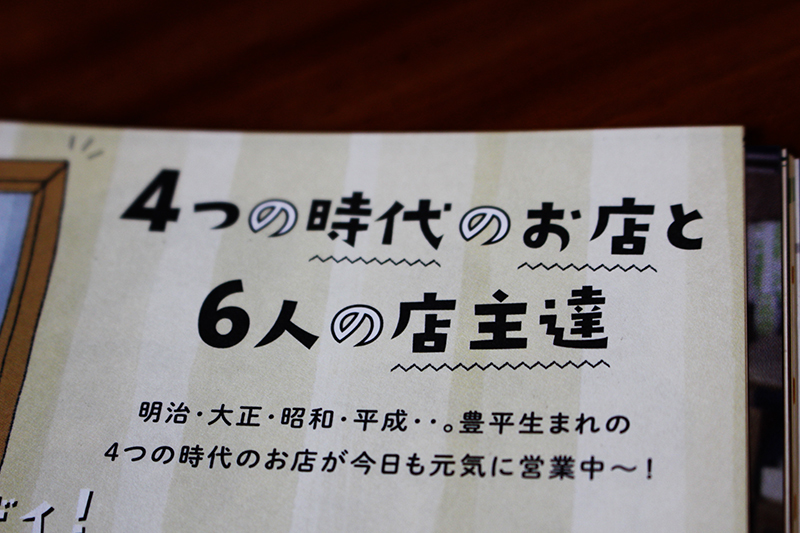 4つの時代のお店と
6人の店主達
明治・大正・昭和・平成・・。豊平生まれの
4つの時代のお店が今日も元気に営業中～！
ィ！